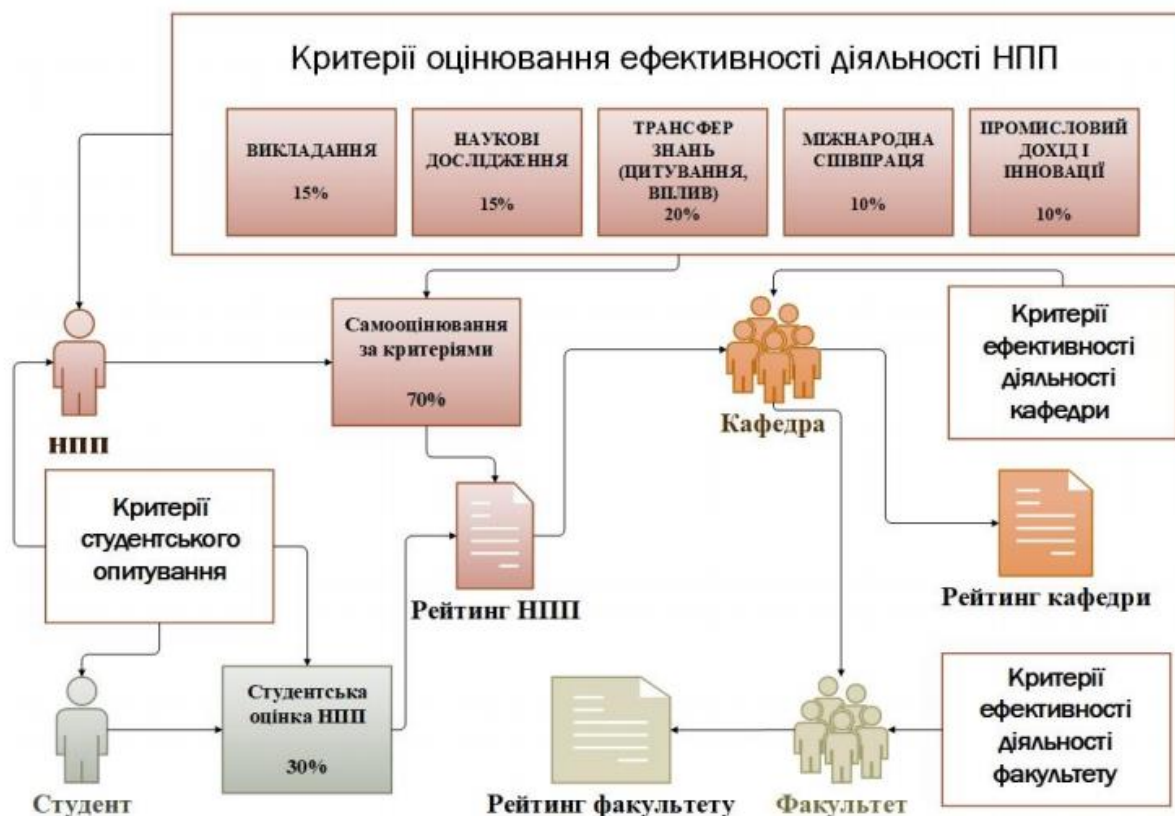 Критерії оцінювання ефективності діяльності НПП
ВИКЛАДАННЯ
15%
НАУКОВІ
ДОСЛІДЖЕННЯ
15%
ТРАНСФЕР
ЗНАНЬ
(ЦИТУВАННЯ,
ВПЛИВ)
20%
МІЖНАРОДНА
СПІВПРАЦЯ
10%
ПРОМИСЛОВИЙ
ДОХІД І
ІННОВАЦІЇ
10%
НПП
Самооцінювання
за критеріями
70%
Кафедра
Критерії
ефективності
діяльності
кафедри
Критерії
студентського
опитування
Рейтинг НПП
Рейтинг кафедри
Студент
Студентська
оцінка НПП
30%
Рейтинг факультету
Факультет
Критерії
ефективності
діяльності
факультету